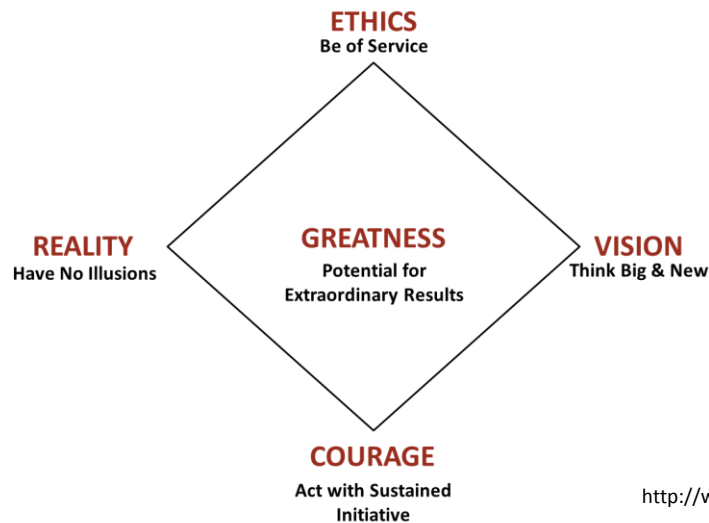 ETHICS
Be of Service
REALITY
Have No Illusions
GREATNESS
Potential for
Extraordinary Results
VISION
Think Big & New
COURAGE
Act with Sustained
Initiative
http://w